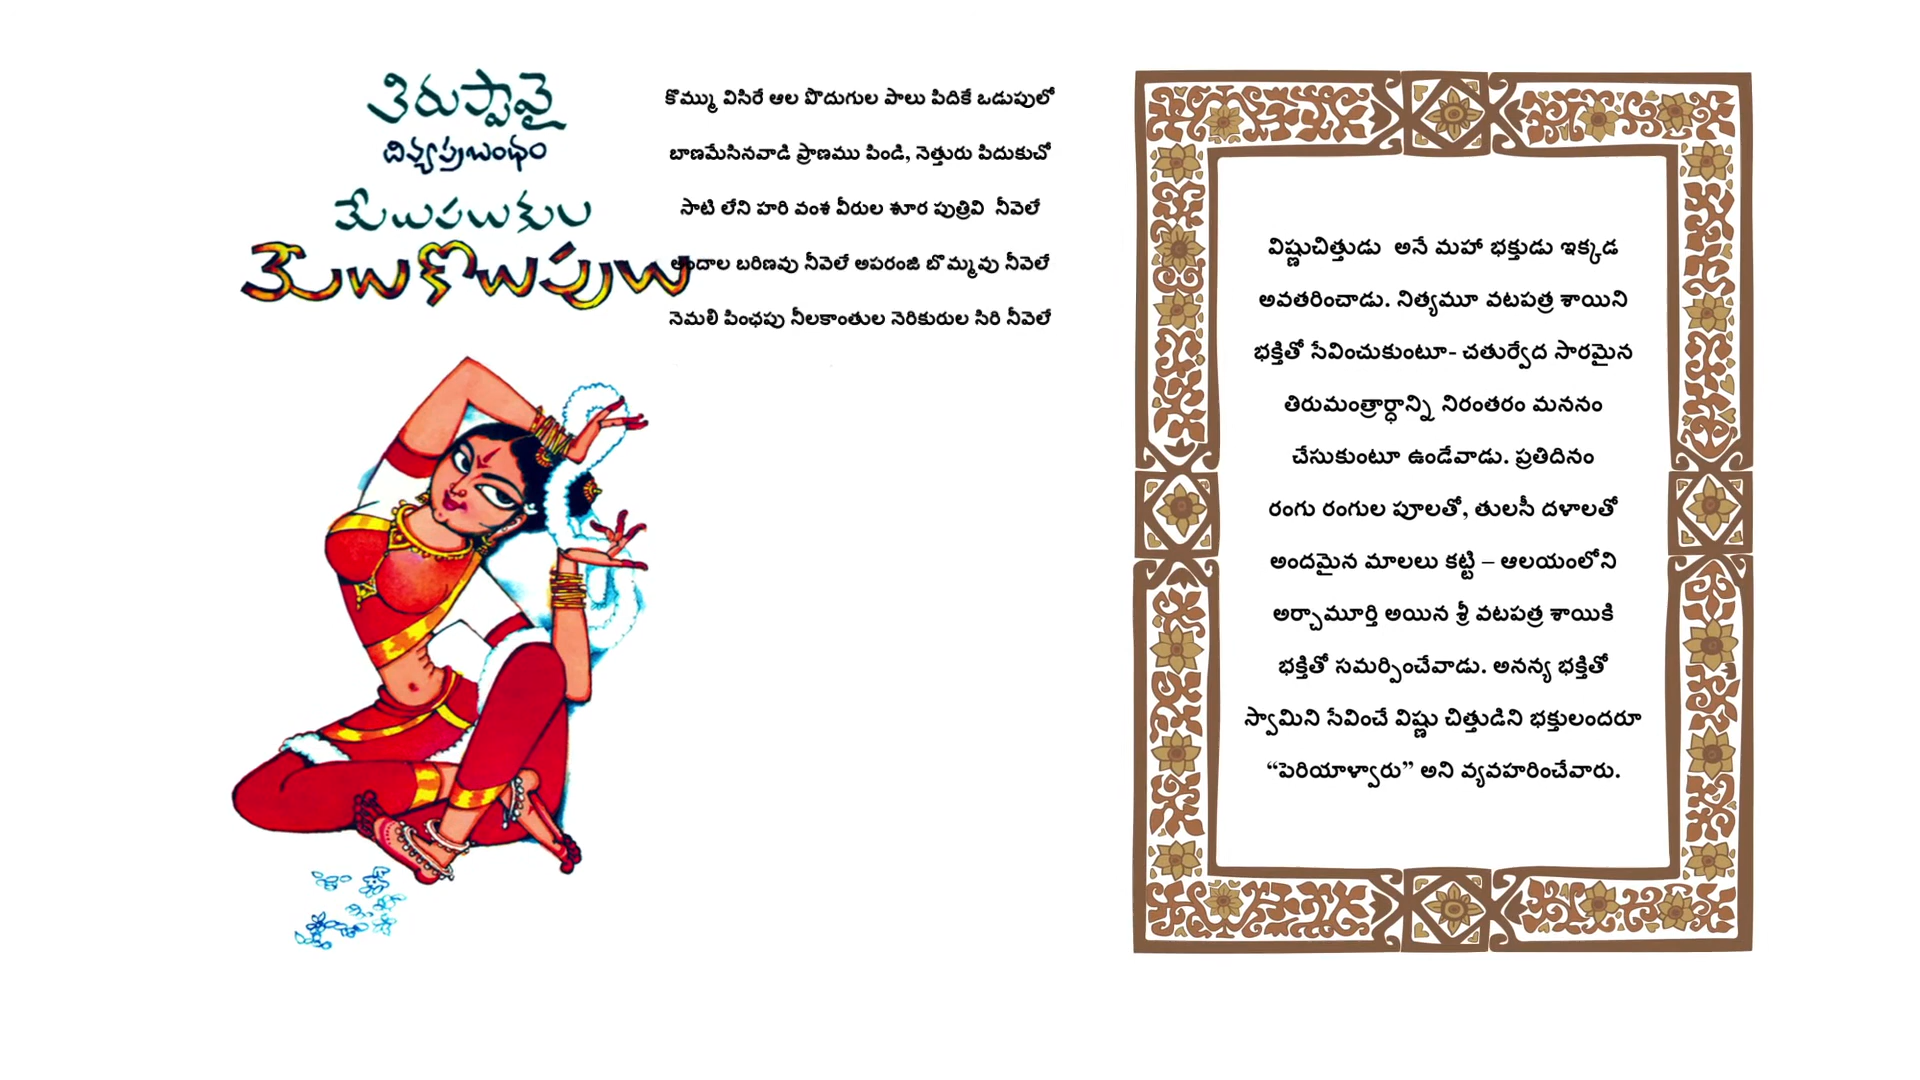 తిరుప్పావై
దివ్యప్రబంధం
మేలుపలుకుల
మేలుకొలుపులు
కొమ్ము విసిరే ఆల పొదుగుల పాలు పిదికే ఒడుపులో
బాణమేసినవాడి ప్రాణము పిండి, నెత్తురు పిదుకుచో
సాటి లేని హరి వంశ వీరుల శూర పుత్రివి నీవెలే
అందాల బరిణవు నీవెలే అపరంజి బొమ్మవు నీవెలే
నెమలి పింఛపు నీలకాంతుల నెరికురుల సిరి నీవెలే
విష్ణుచిత్తుడు అనే మహా భక్తుడు ఇక్కడ
అవతరించాడు. నిత్యమూ వటపత్ర శాయిని
భక్తితో సేవించుకుంటూ- చతుర్వేద సారమైన
తిరుమంత్రార్థాన్ని నిరంతరం మననం
చేసుకుంటూ ఉండేవాడు. ప్రతిదినం
రంగు రంగుల పూలతో, తులసీ దళాలతో
అందమైన మాలలు కట్టి – ఆలయంలోని
అర్చామూర్తి అయిన శ్రీ వటపత్ర శాయికి
భక్తితో సమర్పించేవాడు. అనన్య భక్తితో
స్వామిని సేవించే విష్ణు చిత్తుడిని భక్తులందరూ
“పెరియాళ్వారు” అని వ్యవహరించేవారు.